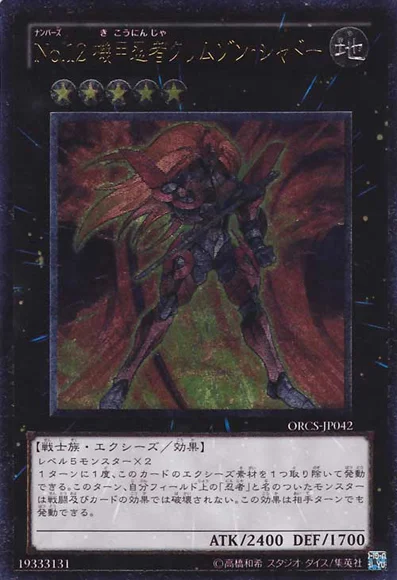 ナンバーズ きこうにんじゃ
No.12 機甲忍者クリムゾン・シャドー
地
ORCS-JP042
【戦士族・エクシーズ/効果】
レベル5モンスター×2
1ターンに1度、このカードのエクシーズ素材を1つ取り除いて発動
できる。このターン、自分フィールド上の「忍者」と名のついたモンスター
は戦闘及びカードの効果では破壊されない。この効果は相手ターンでも
発動できる。
ATK/2400 DEF/1700
19333131
©高橋和希 スタジオ・ダイス/集英社